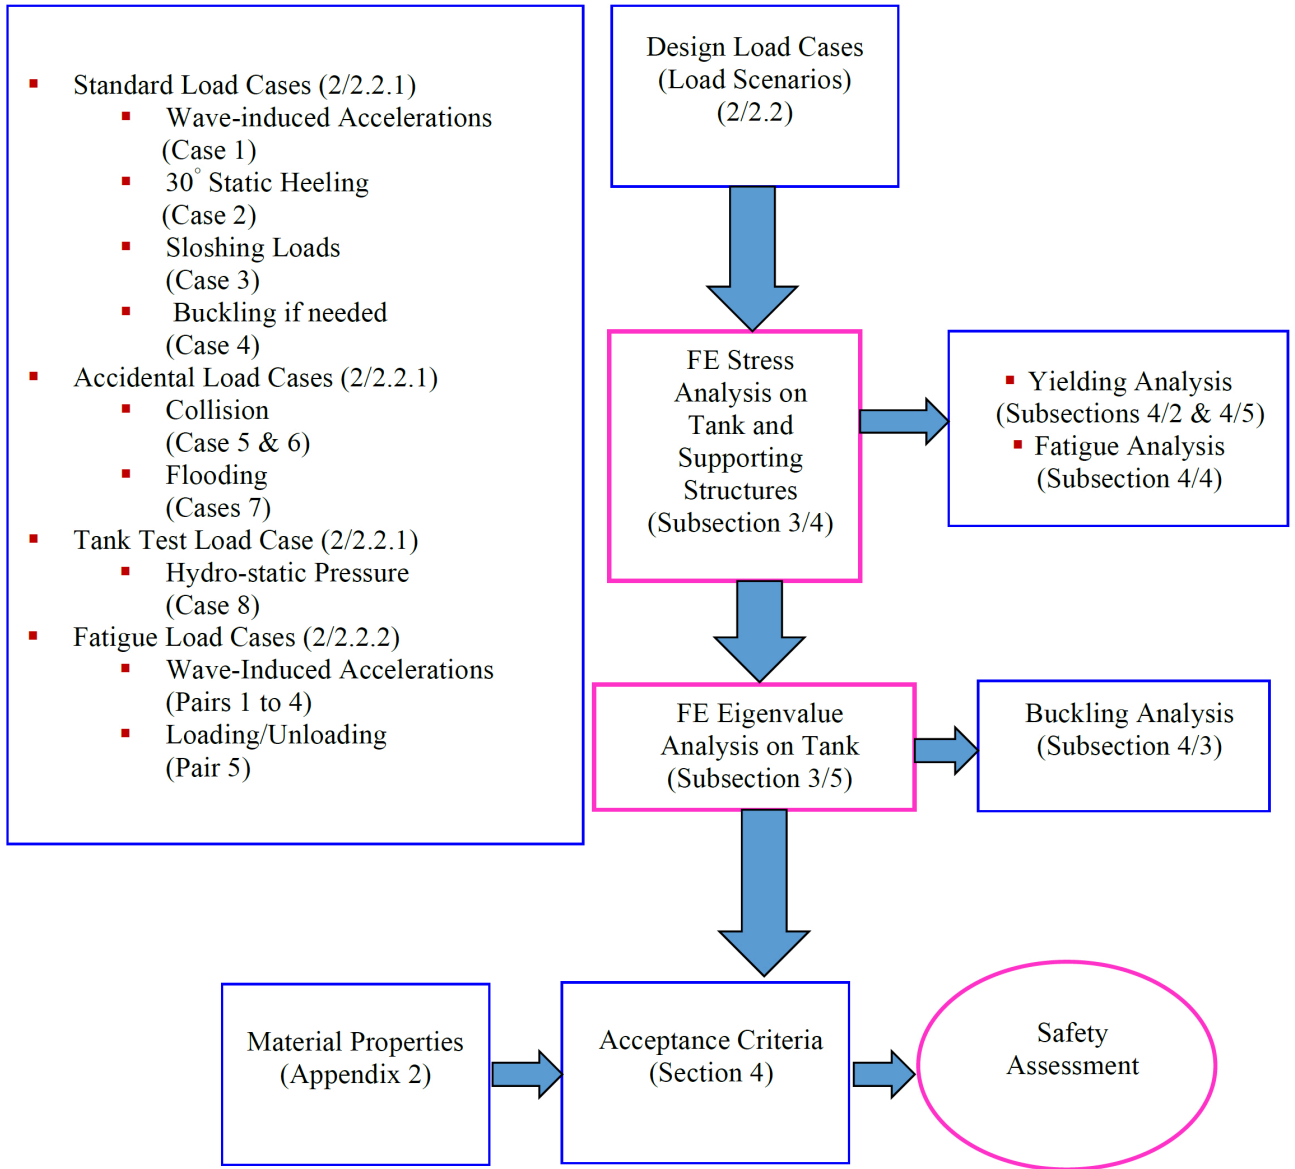 Standard Load Cases (2/2.2.1)
Wave-induced Accelerations
(Case 1)
30° Static Heeling
(Case 2)
Sloshing Loads
(Case 3)
Buckling if needed
(Case 4)
Accidental Load Cases (2/2.2.1)
Collision
(Case 5 & 6)
Flooding
(Cases 7)
Tank Test Load Case (2/2.2.1)
Hydro-static Pressure
(Case 8)
Fatigue Load Cases (2/2.2.2)
Wave-Induced Accelerations
(Pairs 1 to 4)
Loading/Unloading
(Pair 5)
Design Load Cases
(Load Scenarios)
(2/2.2)
FE Stress
Analysis on
Tank and
Supporting
Structures
(Subsection 3/4)
Yielding Analysis
(Subsections 4/2 & 4/5)
Fatigue Analysis
(Subsection 4/4)
FE Eigenvalue
Analysis on Tank
(Subsection 3/5)
Buckling Analysis
(Subsection 4/3)
Material Properties
(Appendix 2)
Acceptance Criteria
(Section 4)
Safety
Assessment